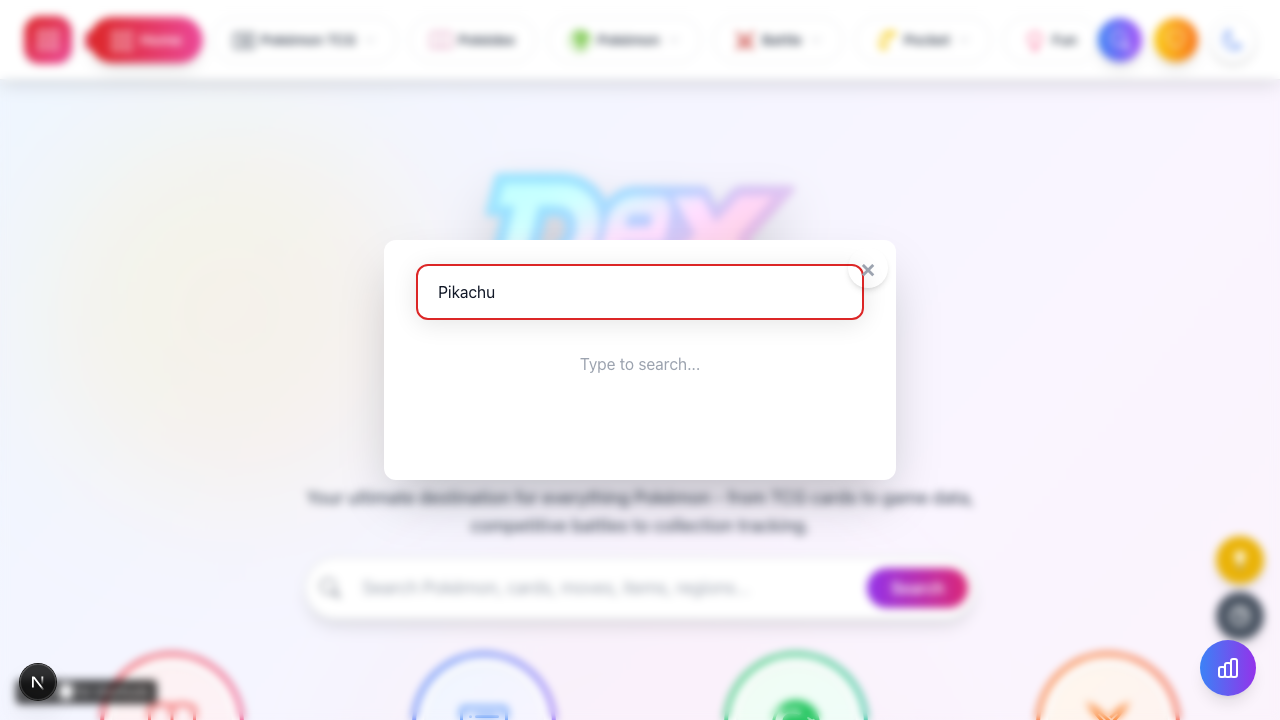 Home
Pokémon TCG
Pokédex
Pokémon
Battle
Pocket
Fun
Dex
Pikachu
Type to search...
Your ultimate destination for everything Pokémon - from TCG cards to game data,
competitive battles to collection tracking.
Search Pokémon, cards, moves, items, regions...
Search
N